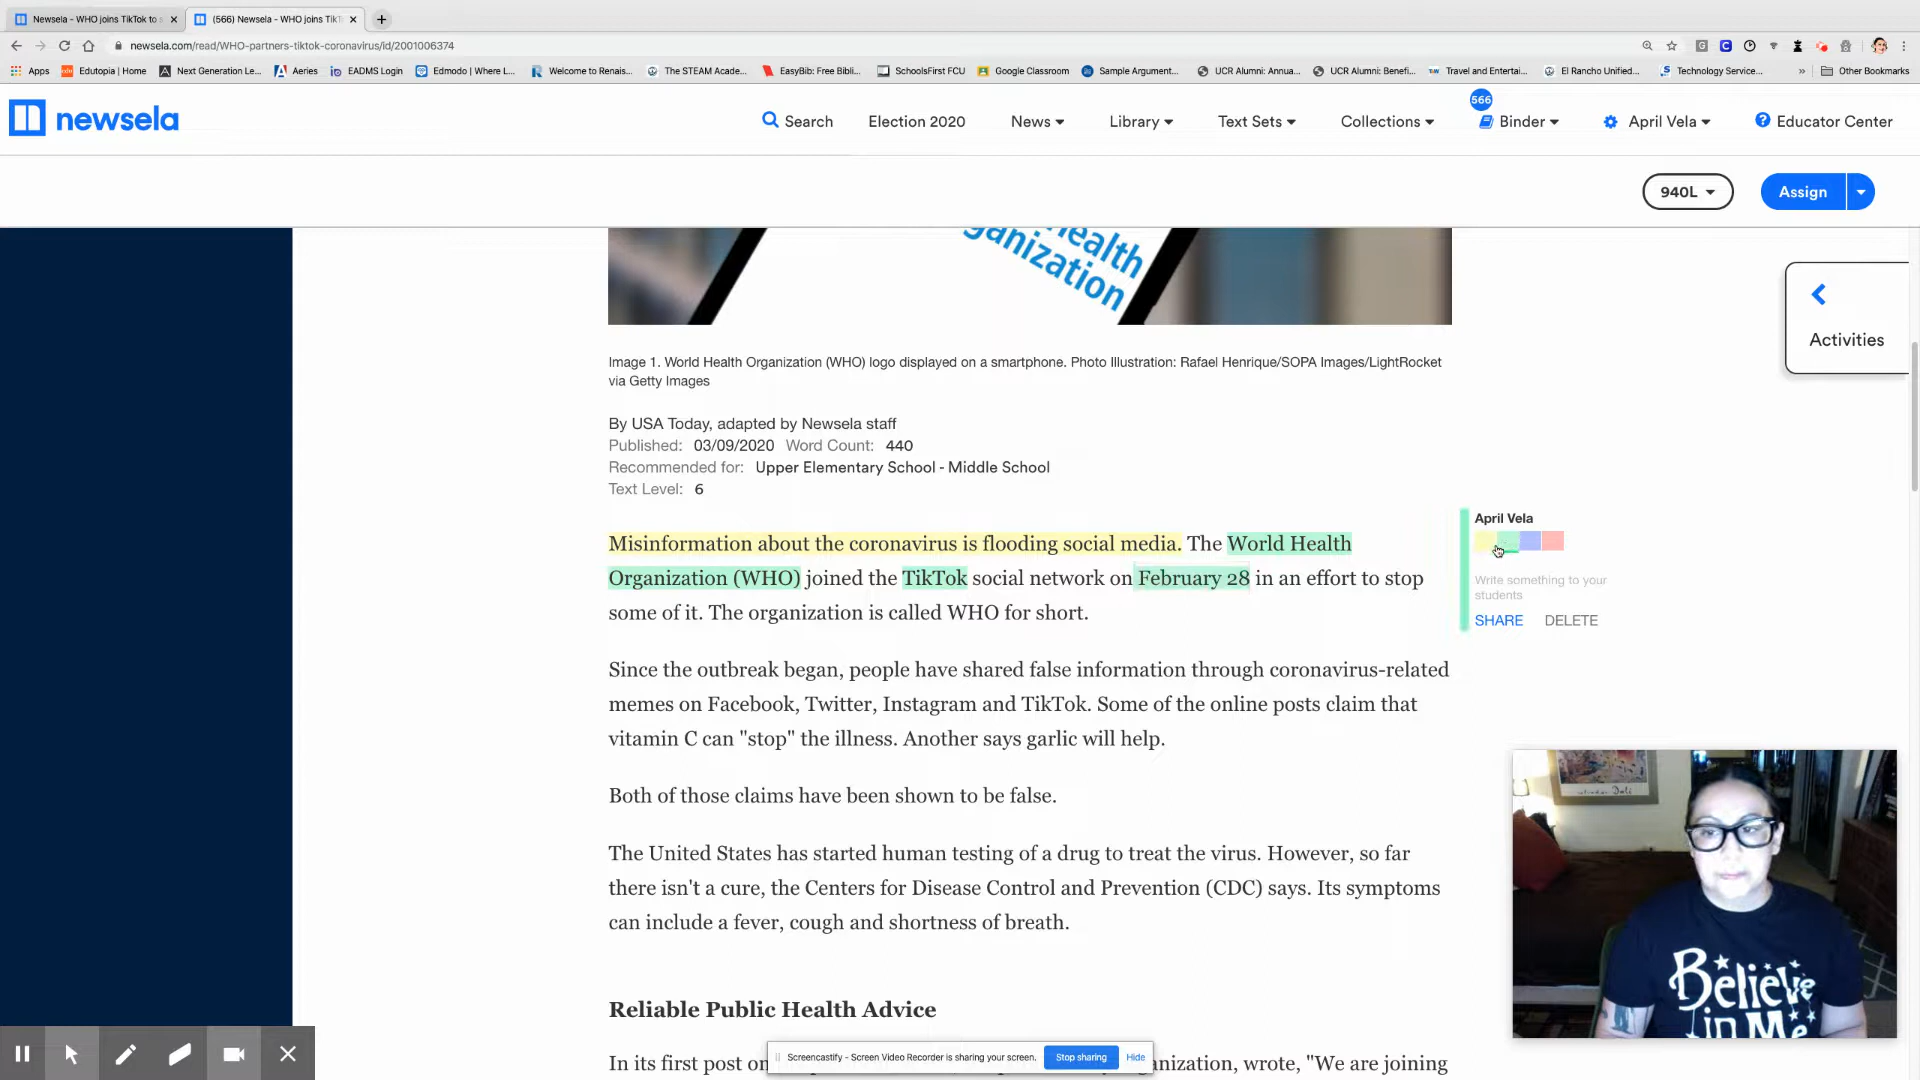 Newsela - WHO joins TikTok to s
(566) Newsela - WHO joins TikT
newsela.com/read/WHO-partners-tiktok-coronavirus/id/2001006374
Apps
Edutopia | Home
Next Generation Le...
Aeries
EADMS Login
Edmodo | Where L...
Welcome to Renais...
The STEAM Acade...
EasyBib: Free Bibli...
SchoolsFirst FCU
Google Classroom
Sample Argument...
UCR Alumni: Annua...
UCR Alumni: Benefi...
Travel and Entertai...
El Rancho Unified...
Technology Service...
»
Other Bookmarks
newsela
Search
Election 2020
News
Library
Text Sets
Collections
566
Binder
April Vela
Educator Center
940L
Assign
Health
ganization
Activities
Image 1. World Health Organization (WHO) logo displayed on a smartphone. Photo Illustration: Rafael Henrique/SOPA Images/LightRocket
via Getty Images
By USA Today, adapted by Newsela staff
Published: 03/09/2020 Word Count: 440
Recommended for: Upper Elementary School - Middle School
Text Level: 6
Misinformation about the coronavirus is flooding social media. The World Health
Organization (WHO) joined the TikTok social network on February 28 in an effort to stop
some of it. The organization is called WHO for short.
April Vela
Write something to your
students
SHARE DELETE
Since the outbreak began, people have shared false information through coronavirus-related
memes on Facebook, Twitter, Instagram and TikTok. Some of the online posts claim that
vitamin C can "stop" the illness. Another says garlic will help.
Both of those claims have been shown to be false.
The United States has started human testing of a drug to treat the virus. However, so far
there isn't a cure, the Centers for Disease Control and Prevention (CDC) says. Its symptoms
can include a fever, cough and shortness of breath.
Reliable Public Health Advice
In its first post on
nization, wrote, "We are joining
Screencastify - Screen Video Recorder is sharing your screen.
Stop sharing
Hide
Believe
in Me